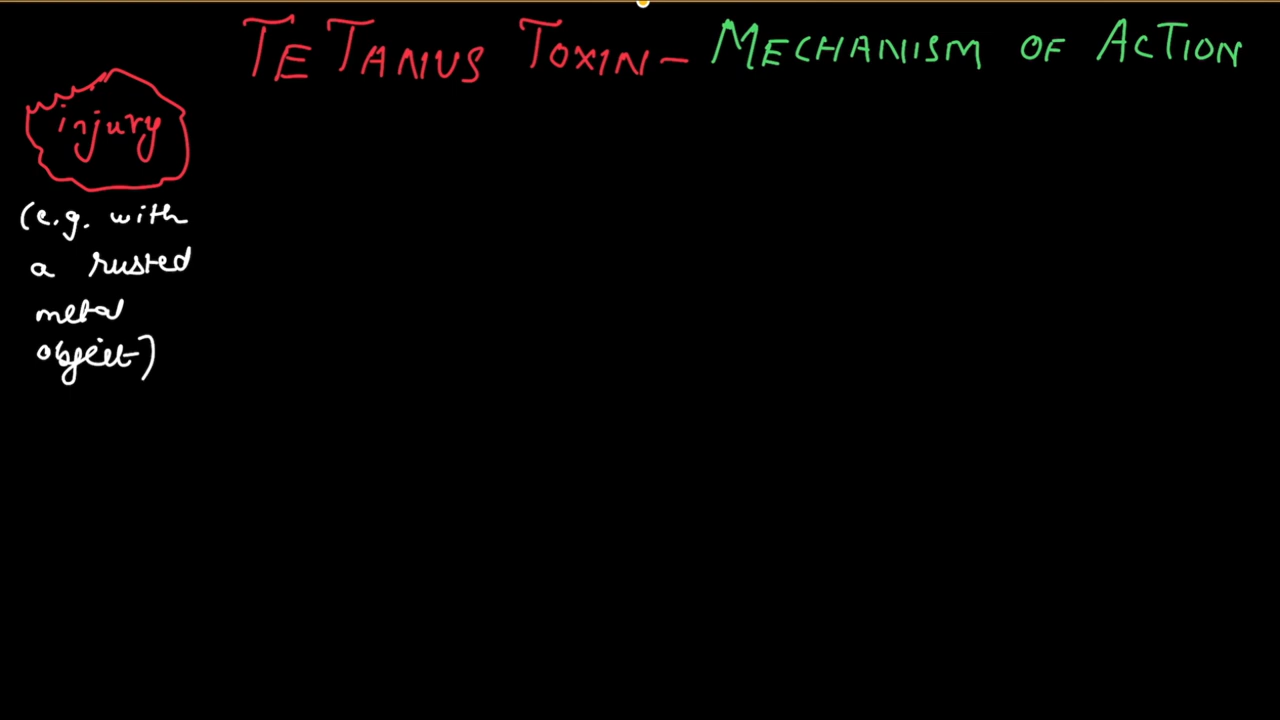 TETANUS TOXIN - MECHANISM OF ACTION
injury
(e.g. with
a rusted
metal
object)